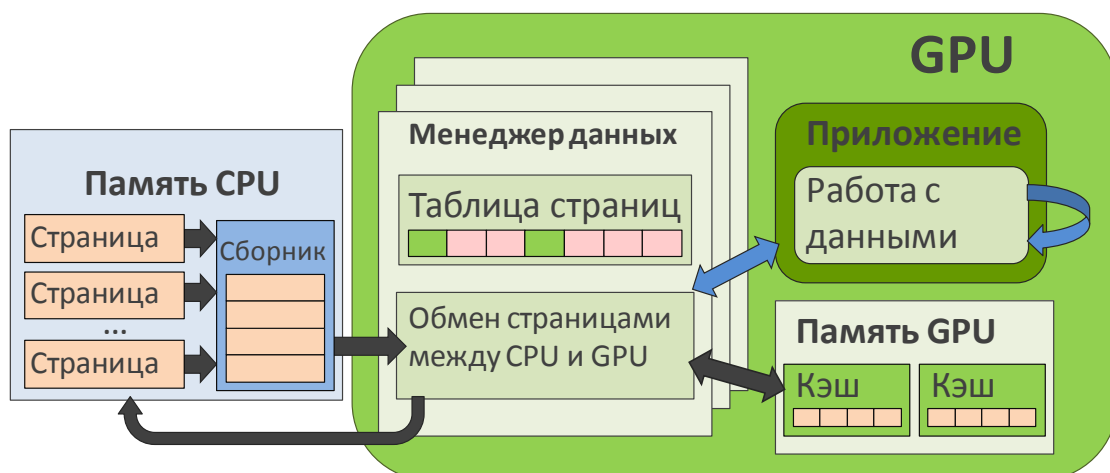 GPU
Память CPU
Страница
Страница
...
Страница
Сборник
Менеджер данных
Таблица страниц
Обмен страницами
между CPU и GPU
Приложение
Работа с
данными
Память GPU
Кэш
Кэш